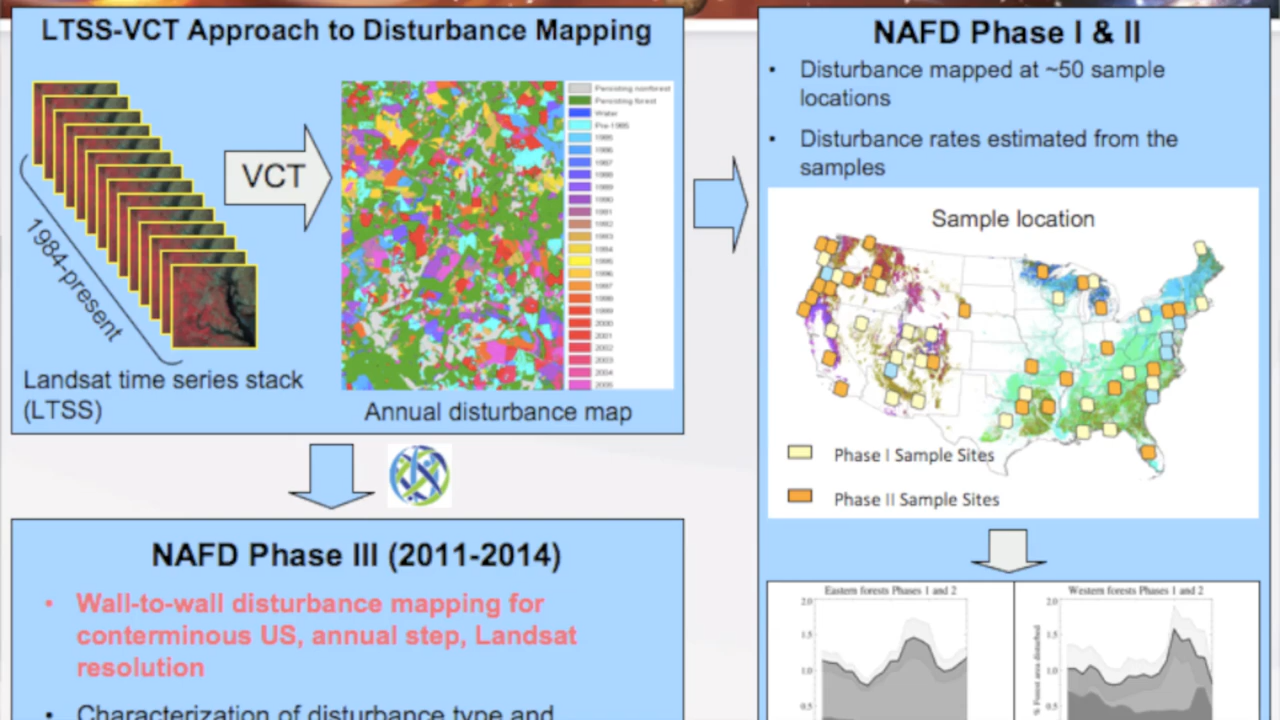 LTSS-VCT Approach to Disturbance Mapping
VCT
1984-present
Landsat time series stack
(LTSS)
Persisting nonforest
Persisting forest
Water
Pre-1985
1985
1986
1987
1988
1989
1990
1991
1992
1993
1994
1995
1996
1997
1998
1999
2000
2001
2002
2003
2004
2005
Annual disturbance map
NAFD Phase III (2011-2014)
• Wall-to-wall disturbance mapping for
conterminous US, annual step, Landsat
resolution
• Characterization of disturbance type and
NAFD Phase I & II
• Disturbance mapped at ~50 sample
locations
• Disturbance rates estimated from the
samples
Sample location
Phase I Sample Sites
Phase II Sample Sites
Eastern forests Phases 1 and 2
2.0
1.5
1.0
0.5
Western forests Phases 1 and 2
% Forest area disturbed
2.0
1.5
1.0
0.5